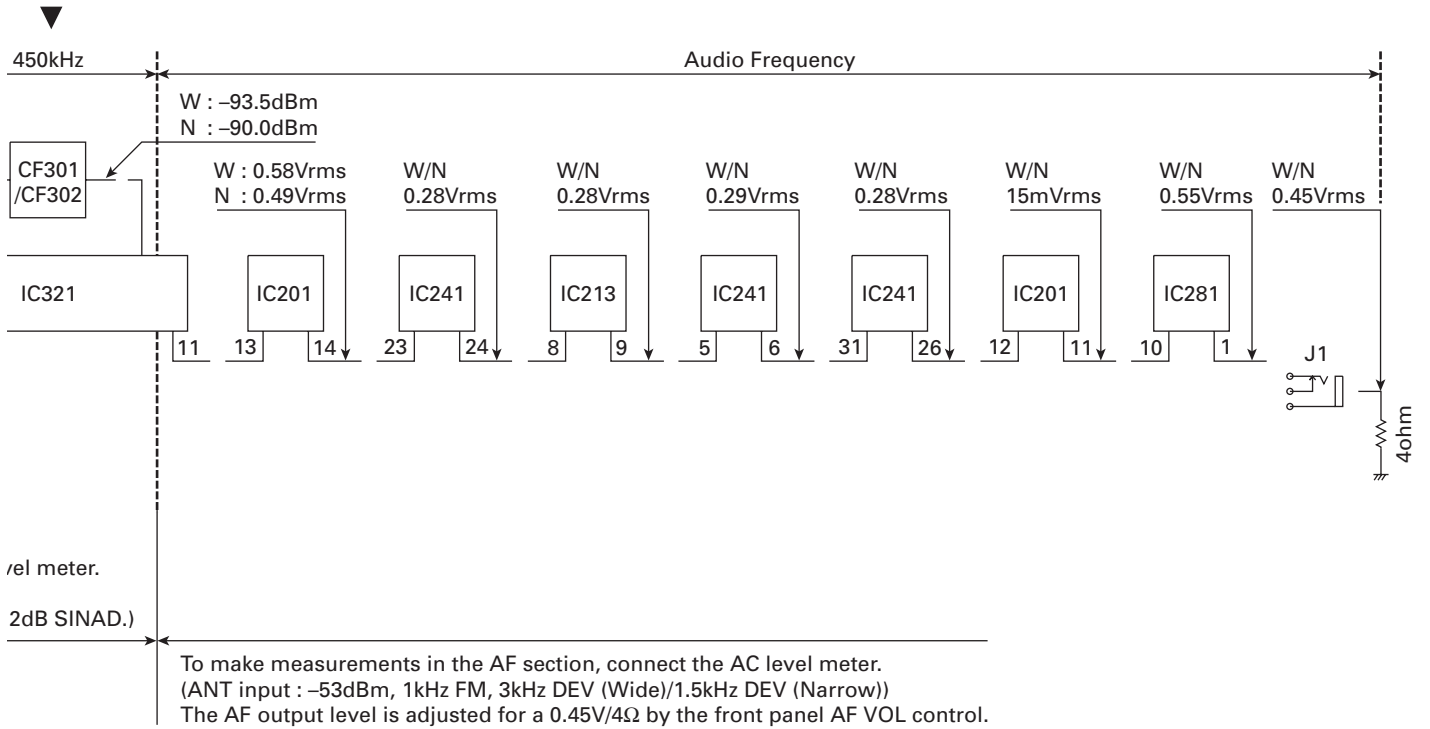 450kHz
Audio Frequency
W : –93.5dBm
N : –90.0dBm
CF301
/CF302
W : 0.58Vrms
N : 0.49Vrms
W/N
0.28Vrms
W/N
0.28Vrms
W/N
0.29Vrms
W/N
0.28Vrms
W/N
15mVrms
W/N
0.55Vrms
W/N
0.45Vrms
IC321
IC201
IC241
IC213
IC241
IC241
IC201
IC281
11
13
14
23
24
8
9
5
6
31
26
12
11
10
1
J1
4ohm
vel meter.
2dB SINAD.)
To make measurements in the AF section, connect the AC level meter.
(ANT input : –53dBm, 1kHz FM, 3kHz DEV (Wide)/1.5kHz DEV (Narrow))
The AF output level is adjusted for a 0.45V/4Ω by the front panel AF VOL control.